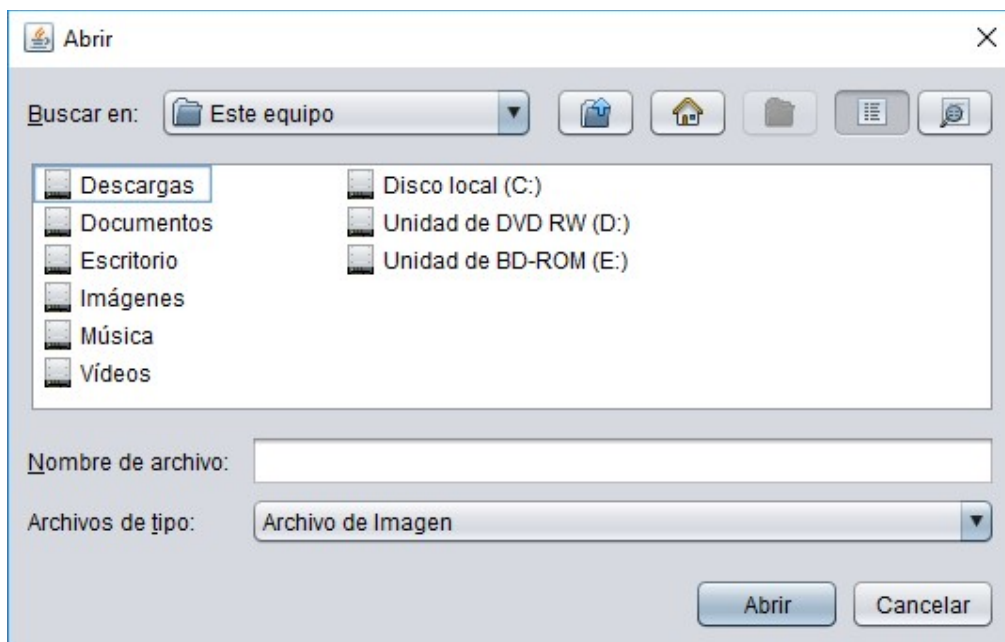 Abrir
Buscar en: Este equipo
Descargas
Documentos
Escritorio
Imágenes
Música
Vídeos
Disco local (C:)
Unidad de DVD RW (D:)
Unidad de BD-ROM (E:)
Nombre de archivo:
Archivos de tipo: Archivo de Imagen
Abrir Cancelar